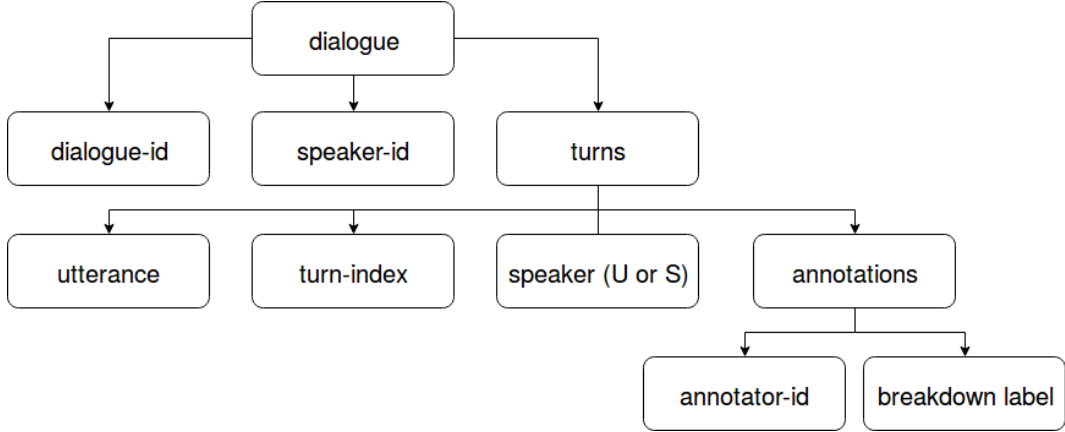 dialogue
dialogue-id
speaker-id
turns
utterance
turn-index
speaker (U or S)
annotations
annotator-id
breakdown label